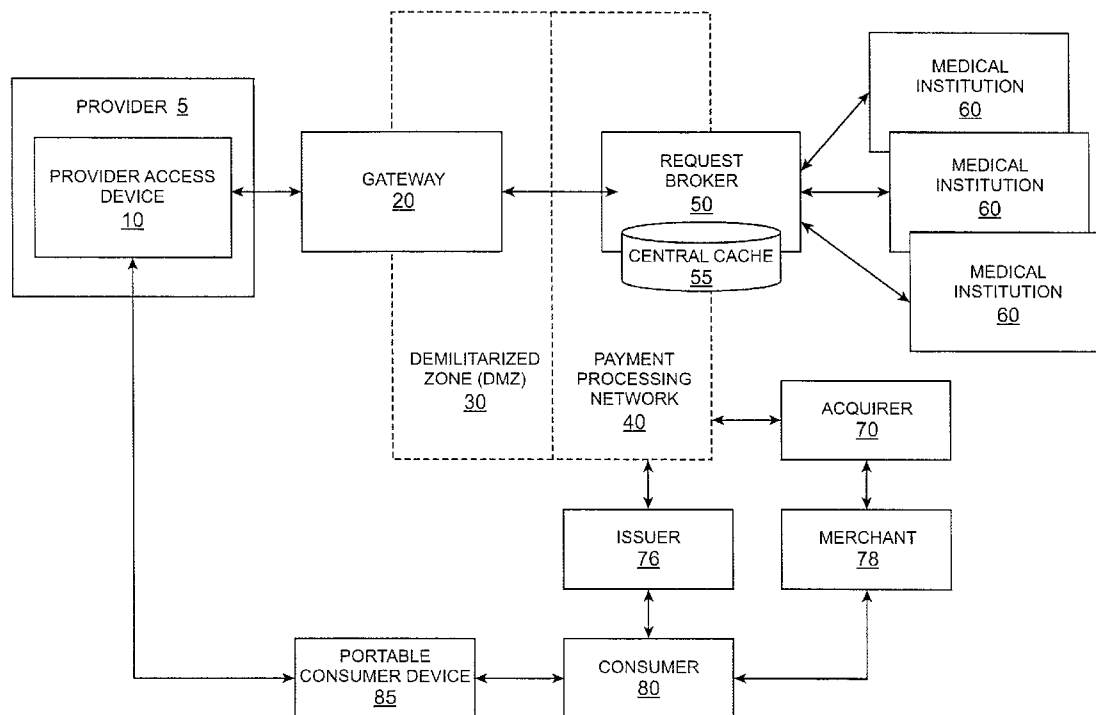 PROVIDER 5
PROVIDER ACCESS
DEVICE
10
GATEWAY
20
REQUEST
BROKER
50
CENTRAL CACHE
55
MEDICAL
INSTITUTION
60
MEDICAL
INSTITUTION
60
MEDICAL
INSTITUTION
60
DEMILITARIZED
ZONE (DMZ)
30
PAYMENT
PROCESSING
NETWORK
40
ACQUIRER
70
ISSUER
76
MERCHANT
78
PORTABLE
CONSUMER DEVICE
85
CONSUMER
80